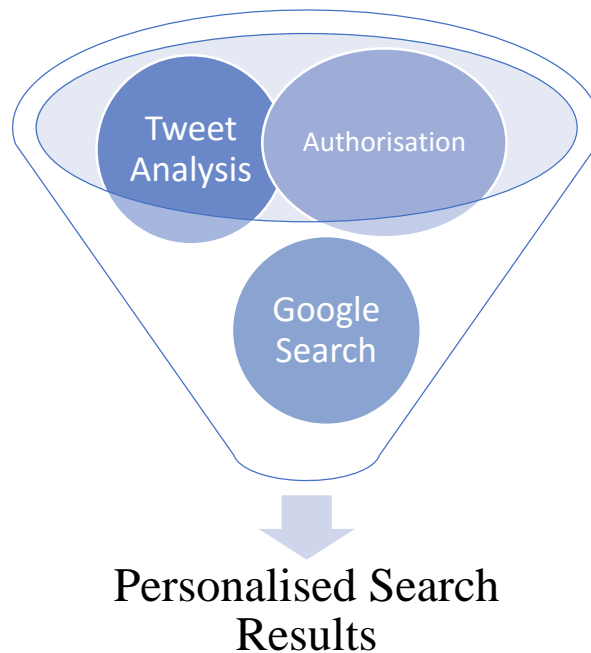 Tweet
Analysis
Authorisation
Google
Search
Personalised Search
Results